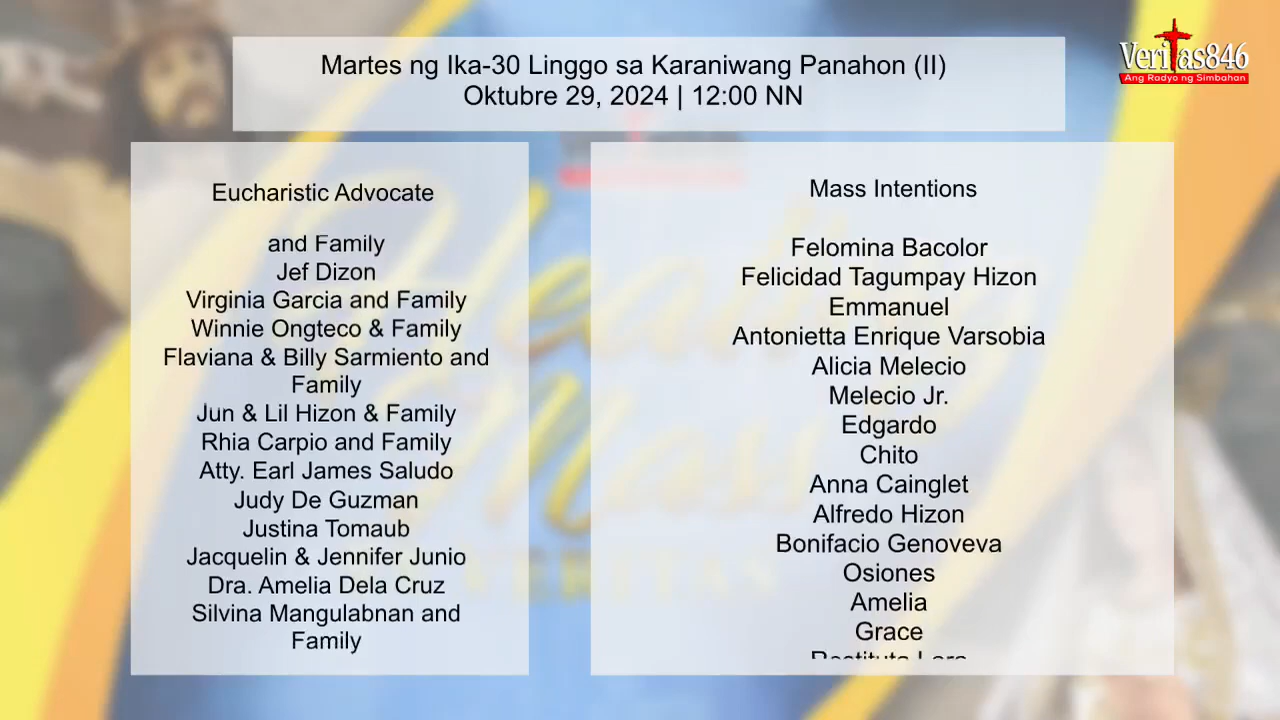 Martes ng Ika-30 Linggo sa Karaniwang Panahon (II)
Oktubre 29, 2024 | 12:00 NN
Veritas846
Ang Radyo ng Simbahan
Eucharistic Advocate
and Family
Jef Dizon
Virginia Garcia and Family
Winnie Ongteco & Family
Flaviana & Billy Sarmiento and
Family
Jun & Lil Hizon & Family
Rhia Carpio and Family
Atty. Earl James Saludo
Judy De Guzman
Justina Tomaub
Jacquelin & Jennifer Junio
Dra. Amelia Dela Cruz
Silvina Mangulabnan and
Family
Mass Intentions
Felomina Bacolor
Felicidad Tagumpay Hizon
Emmanuel
Antonietta Enrique Varsobia
Alicia Melecio
Melecio Jr.
Edgardo
Chito
Anna Cainglet
Alfredo Hizon
Bonifacio Genoveva
Osiones
Amelia
Grace
Healing
Mass
VERITAS